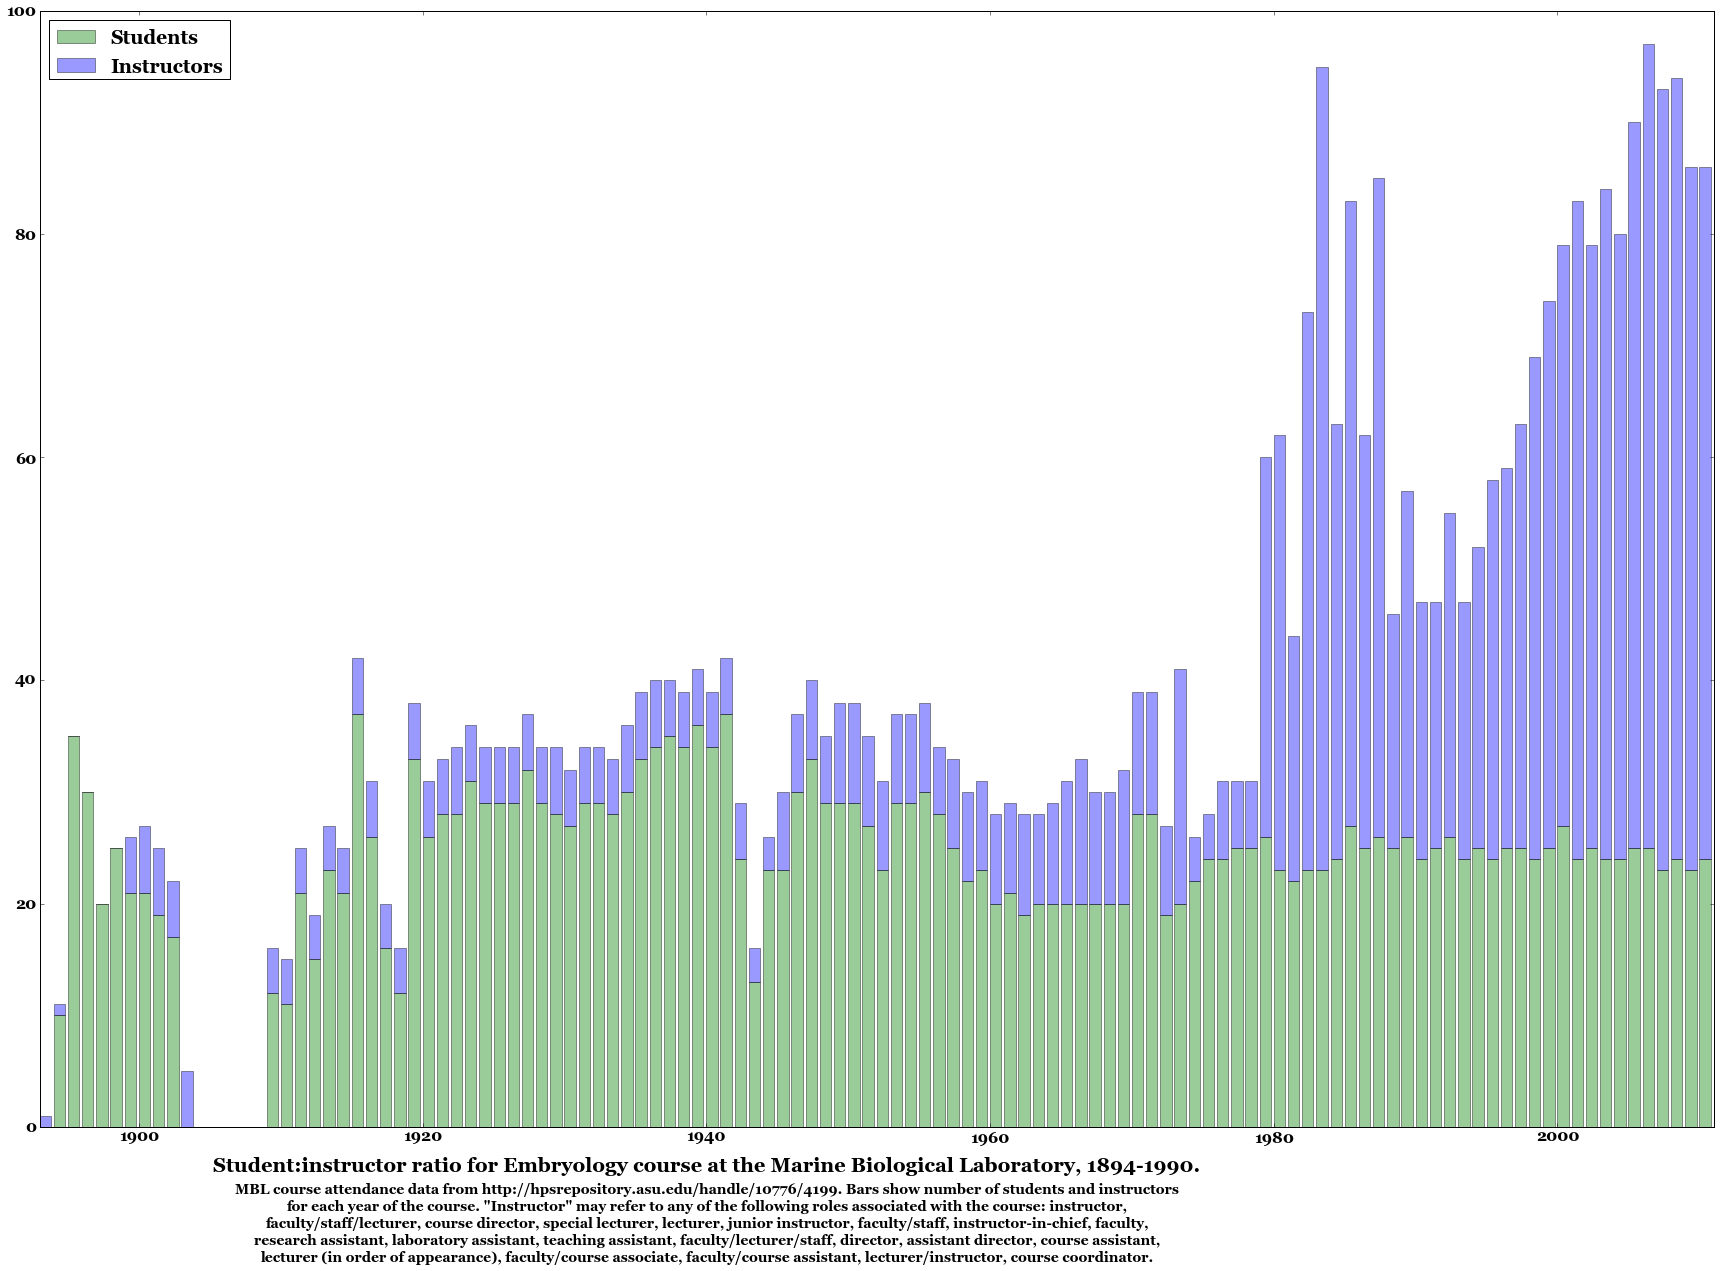 100
80
60
40
20
0
Students
Instructors
1900 1920 1940 1960 1980 2000
Student:instructor ratio for Embryology course at the Marine Biological Laboratory, 1894-1990.
MBL course attendance data from http://hpsrepository.asu.edu/handle/10776/4199. Bars show number of students and instructors
for each year of the course. "Instructor" may refer to any of the following roles associated with the course: instructor,
faculty/staff/lecturer, course director, special lecturer, lecturer, junior instructor, faculty/staff, instructor-in-chief, faculty,
research assistant, laboratory assistant, teaching assistant, faculty/lecturer/staff, director, assistant director, course assistant,
lecturer (in order of appearance), faculty/course associate, faculty/course assistant, lecturer/instructor, course coordinator.